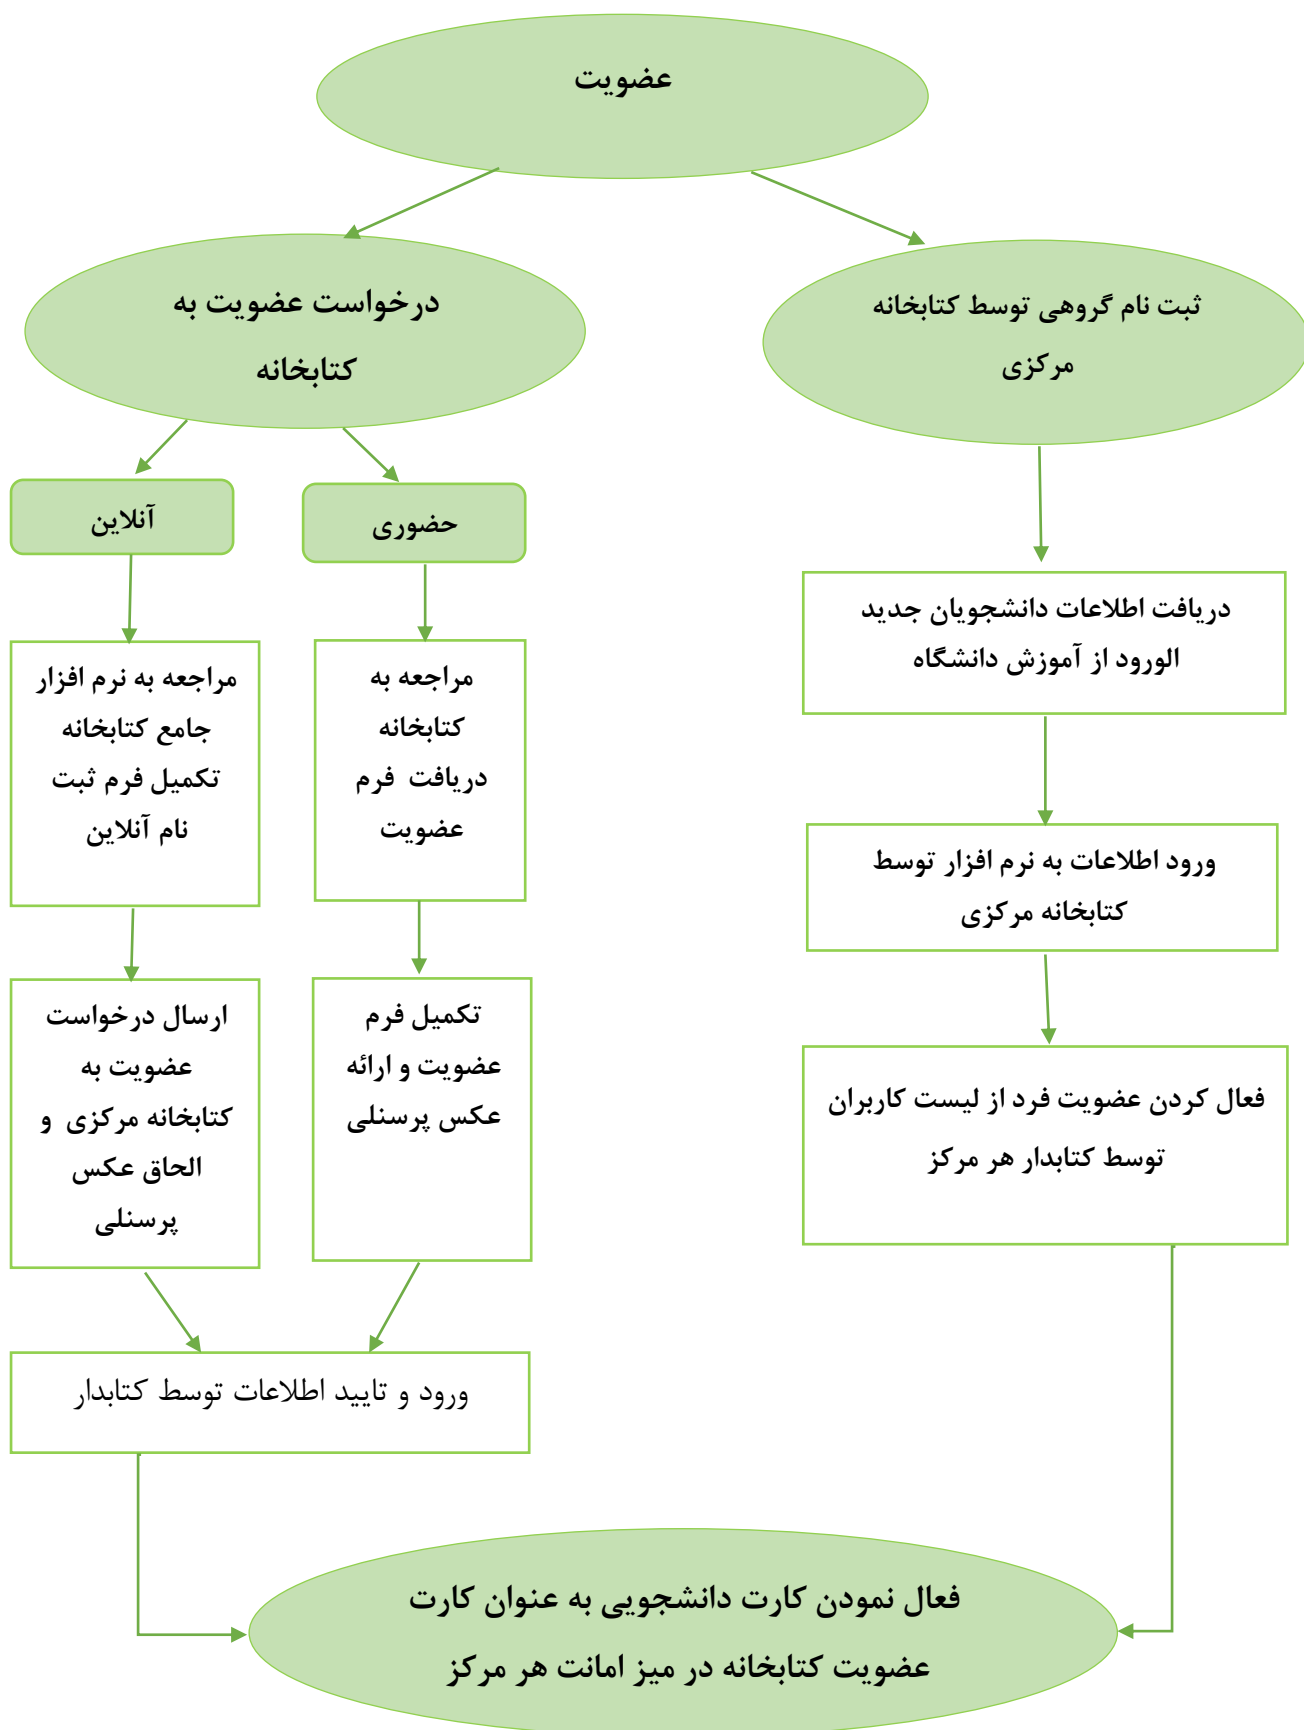 عضویت
ثبت نام گروهی توسط کتابخانه
مرکزی
درخواست عضویت به
کتابخانه
حضوری
آنلاین
دریافت اطلاعات دانشجویان جدید
الورود از آموزش دانشگاه
ورود اطلاعات به نرم افزار توسط
کتابخانه مرکزی
فعال کردن عضویت فرد از لیست کاربران
توسط کتابدار هر مرکز
مراجعه به
کتابخانه
دریافت فرم
عضویت
تکمیل فرم
عضویت و ارائه
عکس پرسنلی
مراجعه به نرم افزار
جامع کتابخانه
تکمیل فرم ثبت
نام آنلاین
ارسال درخواست
عضویت به
کتابخانه مرکزی و
الحاق عکس
پرسنلی
ورود و تایید اطلاعات توسط کتابدار
فعال نمودن کارت دانشجویی به عنوان کارت
عضویت کتابخانه در میز امانت هر مرکز